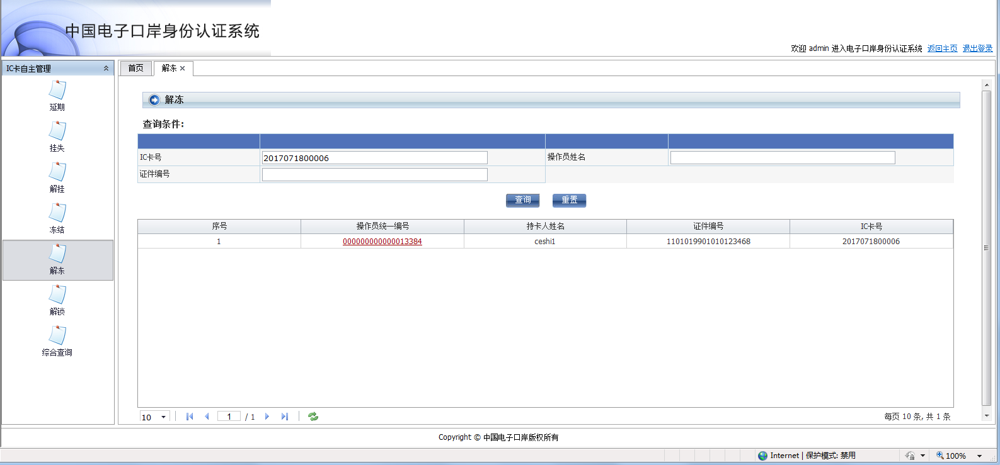 中国电子口岸身份认证系统
欢迎 admin 进入电子口岸身份认证系统 返回主页 退出登录
IC卡自主管理
首页 解冻
延期
挂失
解挂
冻结
解冻
解锁
综合查询
解冻
查询条件:
IC卡号 2017071800006 操作员姓名
证件编号
查询 重置
序号 操作员统一编号 持卡人姓名 证件编号 IC卡号
1 000000000000013384 ceshi1 1101019901010123468 2017071800006
10 1 / 1 每页 10 条, 共 1 条
Copyright © 中国电子口岸版权所有
Internet | 保护模式: 禁用 100%